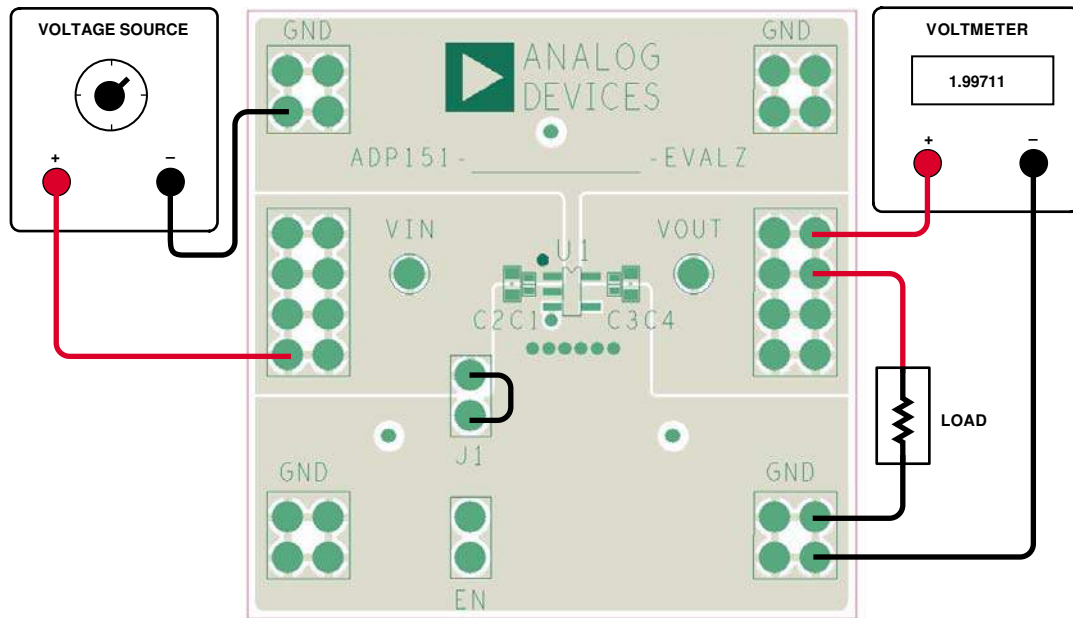 VOLTAGE SOURCE
+
–
GND
ANALOG
DEVICES
GND
VOLTMETER
1.99711
+
–
ADP151-____________-EVALZ
VIN
VOUT
U1
C2C1
C3C4
LOAD
J1
GND
GND
EN